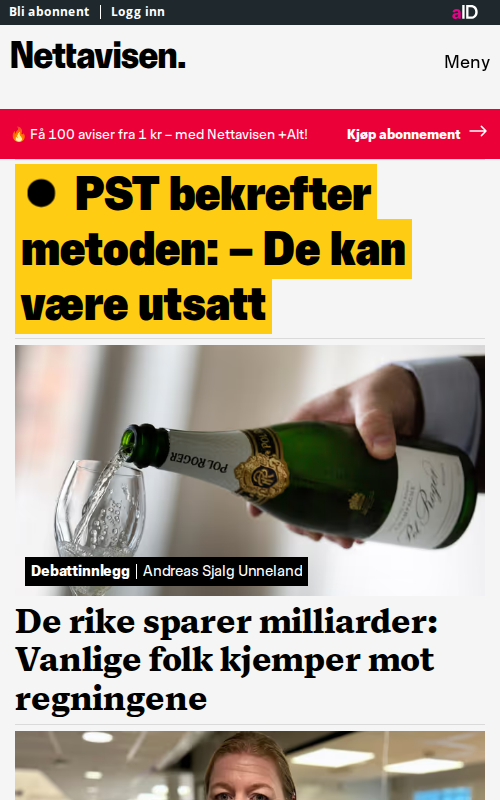 Bli abonnent | Logg inn
aID
Nettavisen.
Meny
🔥 Få 100 aviser fra 1 kr – med Nettavisen +Alt!
Kjøp abonnement →
● PST bekrefter
metoden: – De kan
være utsatt
POL ROGER
Pol Roger
Debattinnlegg | Andreas Sjalg Unneland
De rike sparer milliarder:
Vanlige folk kjemper mot
regningene